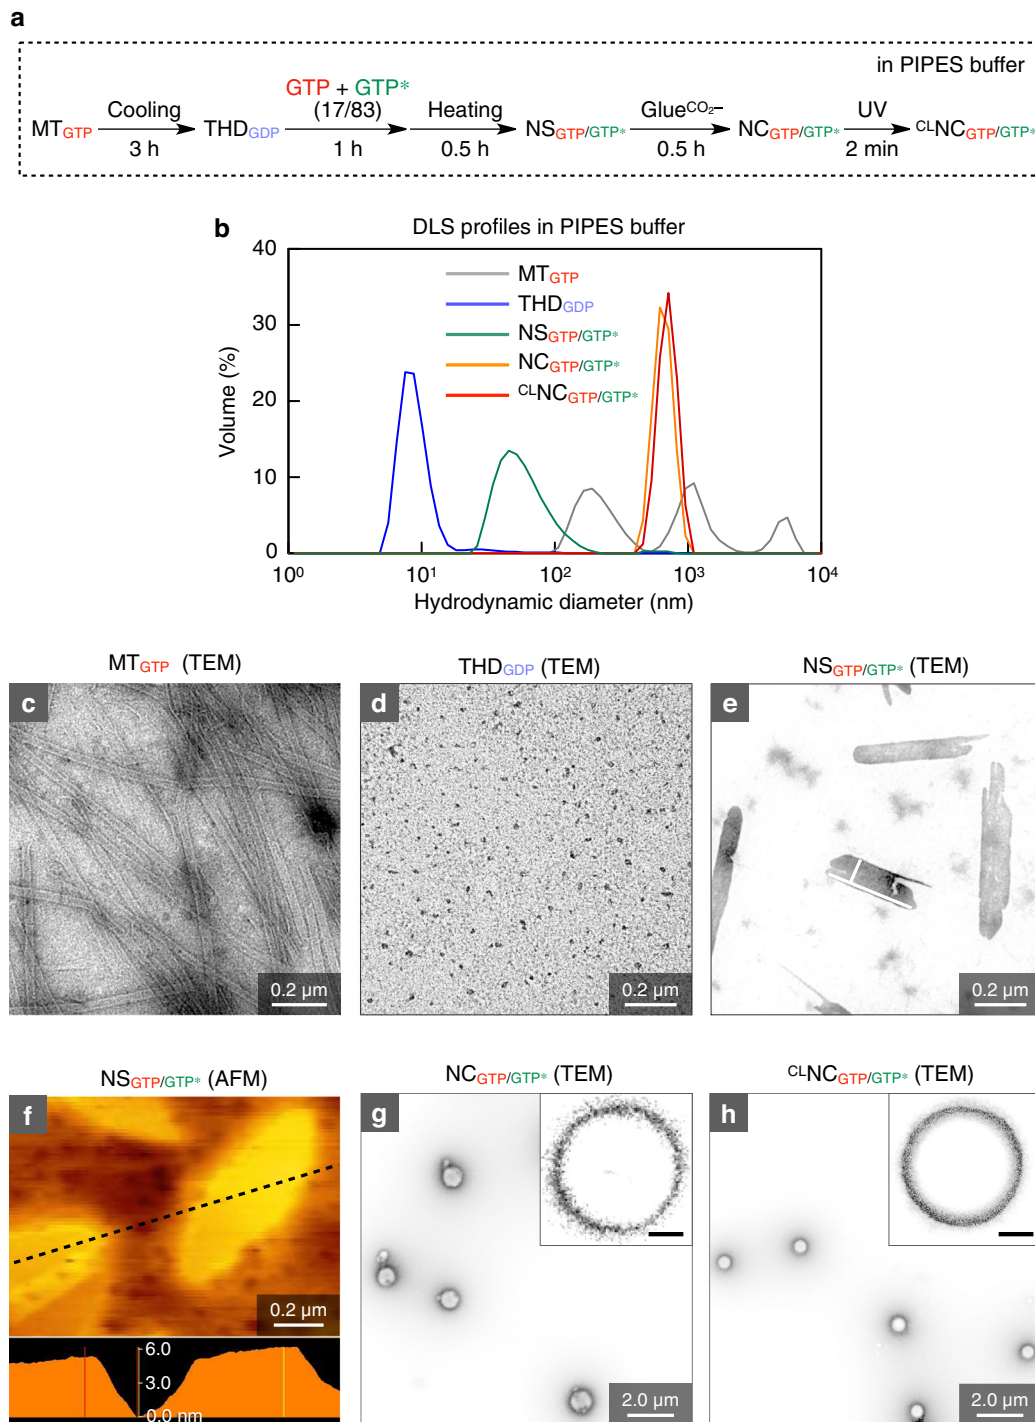 a
in PIPES buffer
MTGTP Cooling 3 h THDGDP GTP + GTP* (17/83) 1 h Heating 0.5 h NSGTP/GTP* GlueCO2– 0.5 h NCGTP/GTP* UV 2 min CLNCGTP/GTP*
b
DLS profiles in PIPES buffer
MTGTP
THDGDP
NSGTP/GTP*
NCGTP/GTP*
CLNCGTP/GTP*
Volume (%)
40
30
20
10
0
10⁰ 10¹ 10² 10³ 10⁴
Hydrodynamic diameter (nm)
MTGTP (TEM)
c
0.2 µm
THDGDP (TEM)
d
0.2 µm
NSGTP/GTP* (TEM)
e
0.2 µm
NSGTP/GTP* (AFM)
f
0.2 µm
6.0
3.0
0.0 nm
NCGTP/GTP* (TEM)
g
2.0 µm
CLNCGTP/GTP* (TEM)
h
2.0 µm